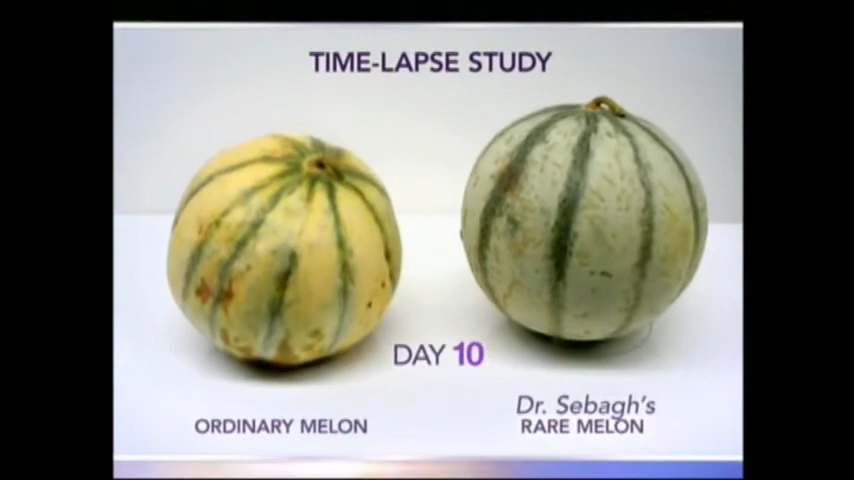 TIME-LAPSE STUDY
DAY 10
ORDINARY MELON
Dr. Sebagh's
RARE MELON